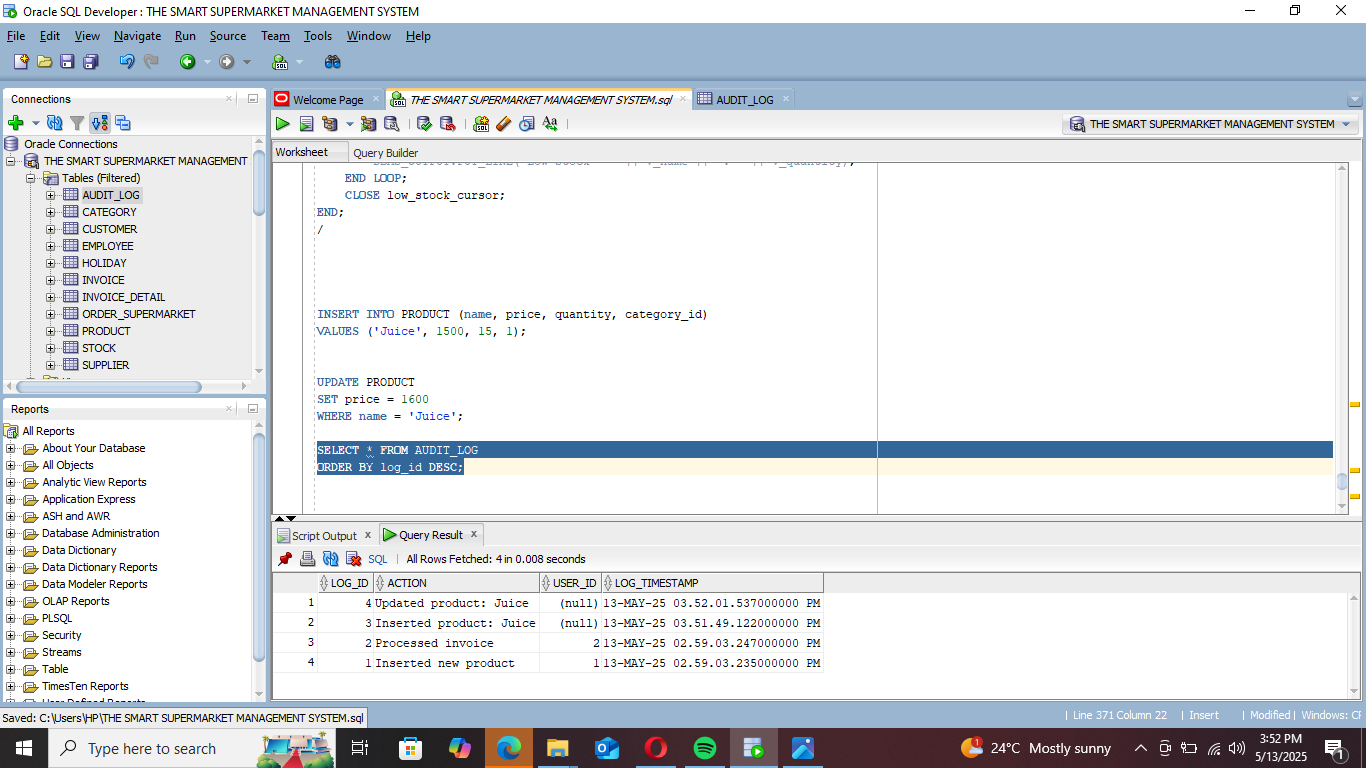 Oracle SQL Developer : THE SMART SUPERMARKET MANAGEMENT SYSTEM
File Edit View Navigate Run Source Team Tools Window Help
Connections
Oracle Connections
THE SMART SUPERMARKET MANAGEMENT
Tables (Filtered)
AUDIT_LOG
CATEGORY
CUSTOMER
EMPLOYEE
HOLIDAY
INVOICE
INVOICE_DETAIL
ORDER_SUPERMARKET
PRODUCT
STOCK
SUPPLIER
Reports
All Reports
About Your Database
All Objects
Analytic View Reports
Application Express
ASH and AWR
Database Administration
Data Dictionary
Data Dictionary Reports
Data Modeler Reports
OLAP Reports
PLSQL
Security
Streams
Table
TimesTen Reports
Welcome Page THE SMART SUPERMARKET MANAGEMENT SYSTEM.sql AUDIT_LOG
THE SMART SUPERMARKET MANAGEMENT SYSTEM
Worksheet Query Builder
END LOOP;
CLOSE low_stock_cursor;
END;
/
INSERT INTO PRODUCT (name, price, quantity, category_id)
VALUES ('Juice', 1500, 15, 1);
UPDATE PRODUCT
SET price = 1600
WHERE name = 'Juice';
SELECT * FROM AUDIT_LOG
ORDER BY log_id DESC;
Script Output Query Result
SQL All Rows Fetched: 4 in 0.008 seconds
LOG_ID ACTION USER_ID LOG_TIMESTAMP
1 4 Updated product: Juice (null) 13-MAY-25 03.52.01.537000000 PM
2 3 Inserted product: Juice (null) 13-MAY-25 03.51.49.122000000 PM
3 2 Processed invoice 2 13-MAY-25 02.59.03.247000000 PM
4 1 Inserted new product 1 13-MAY-25 02.59.03.235000000 PM
Saved: C:\Users\HP\THE SMART SUPERMARKET MANAGEMENT SYSTEM.sql
Line 371 Column 22 Insert Modified Windows:
Type here to search
24°C Mostly sunny
3:52 PM
5/13/2025
1